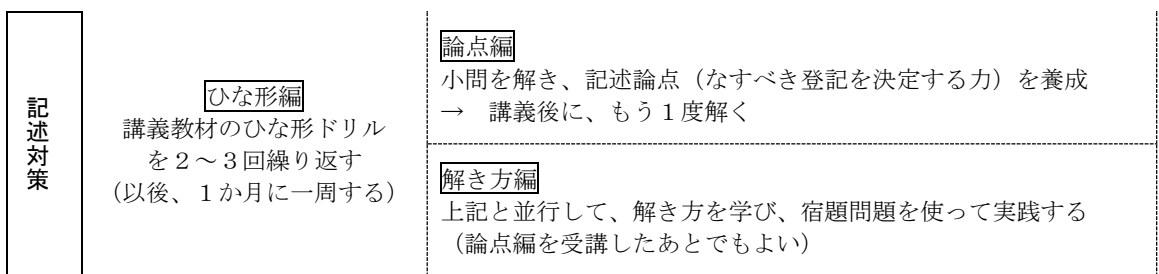 記述対策
ひな形編
講義教材のひな形ドリル
を２～３回繰り返す
（以後、１か月に一周する）
論点編
小問を解き、記述論点（なすべき登記を決定する力）を養成
→　講義後に、もう１度解く
解き方編
上記と並行して、解き方を学び、宿題問題を使って実践する
（論点編を受講したあとでもよい）